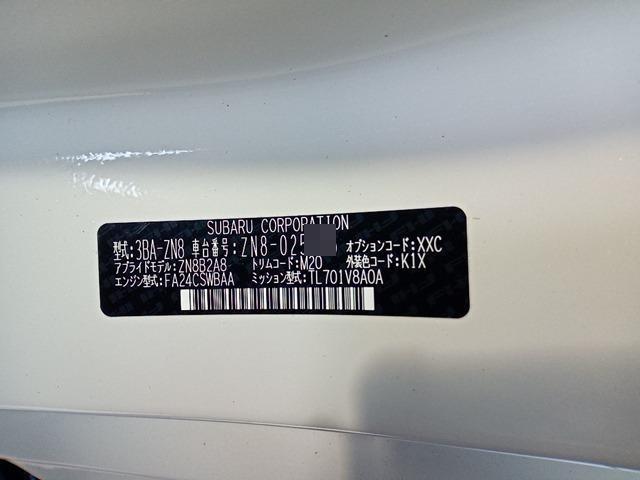 SUBARU CORPORATION
型式:3BA-ZN8 車台番号:ZN8-025 オプションコード:XXC
アプライドモデル:ZN8B2A8 トリムコード:M20 外装色コード:K1X
エンジン型式:FA24CSWBAA ミッション型式:TL701V8A0A